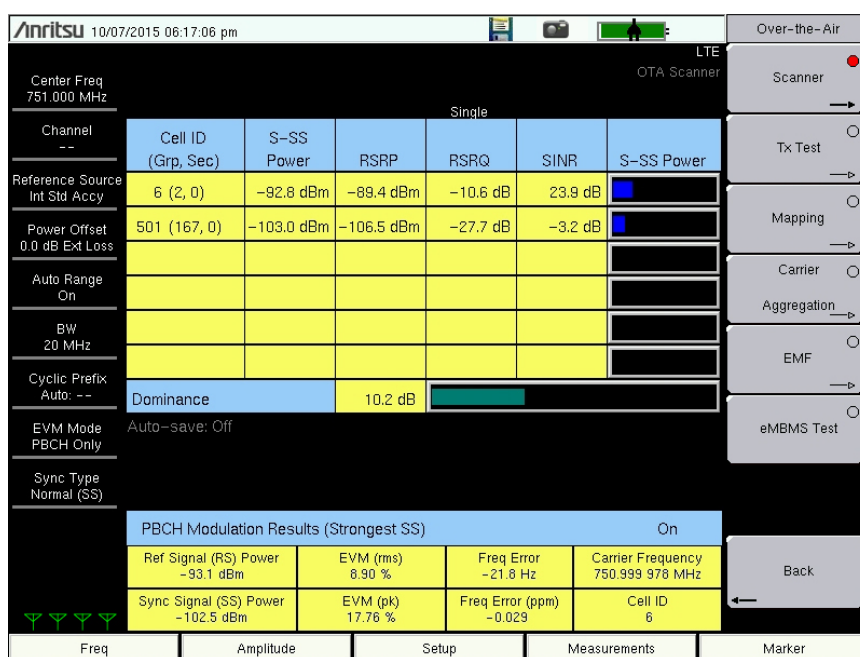 /Inritsu 10/07/2015 06:17:06 pm
Over-the-Air
LTE
OTA Scanner
Single
Center Freq
751.000 MHz
Channel
--
Reference Source
Int Std Accy
Power Offset
0.0 dB Ext Loss
Auto Range
On
BW
20 MHz
Cyclic Prefix
Auto: --
EVM Mode
PBCH Only
Sync Type
Normal (SS)
Cell ID (Grp, Sec) S-SS Power RSRP RSRQ SINR S-SS Power
6 (2, 0) -92.8 dBm -89.4 dBm -10.6 dB 23.9 dB
501 (167, 0) -103.0 dBm -106.5 dBm -27.7 dB -3.2 dB
Dominance 10.2 dB
Auto-save: Off
PBCH Modulation Results (Strongest SS) On
Ref Signal (RS) Power EVM (rms) Freq Error Carrier Frequency
-93.1 dBm 8.90 % -21.8 Hz 750.999 978 MHz
Sync Signal (SS) Power EVM (pk) Freq Error (ppm) Cell ID
-102.5 dBm 17.76 % -0.029 6
Scanner
Tx Test
Mapping
Carrier
Aggregation
EMF
eMBMS Test
Back
Freq Amplitude Setup Measurements Marker